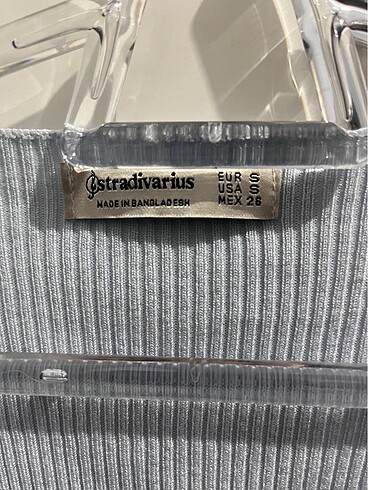 stradivarius
MADE IN BANGLADESH
EUR S
USA S
MEX 26